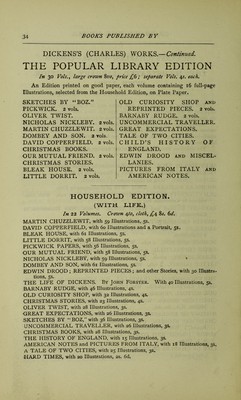 34 BOOKS PUBLISHED BY
DICKENS'S (CHARLES) WORKS.—Continued.
THE POPULAR LIBRARY EDITION
In 30 Vols., large crown 8vo, price £6; separate Vols. 4s. each.
An Edition printed on good paper, each volume containing 16 full-page
Illustrations, selected from the Household Edition, on Plate Paper.
SKETCHES BY "BOZ."
PICKWICK. 2 vols.
OLIVER TWIST.
NICHOLAS NICKLEBY. 2 vols.
MARTIN CHUZZLEWIT. 2 vols.
DOMBEY AND SON. 2 vols.
DAVID COPPERFIELD. 2 vols.
CHRISTMAS BOOKS.
OUR MUTUAL FRIEND. 2 vols.
CHRISTMAS STORIES.
BLEAK HOUSE. 2 vols.
LITTLE DORRIT. 2 vols.
OLD CURIOSITY SHOP AND
REPRINTED PIECES. 2 vols.
BARNABY RUDGE. 2 vols.
UNCOMMERCIAL TRAVELLER.
GREAT EXPECTATIONS.
TALE OF TWO CITIES.
CHILD'S HISTORY OF
ENGLAND.
EDWIN DROOD AND MISCEL-
LANIES.
PICTURES FROM ITALY AND
AMERICAN NOTES.
HOUSEHOLD EDITION.
(WITH LIFE.)
In 22 Volumes. Crown 4to, cloth, £4 8s. 6d.
MARTIN CHUZZLEWIT, with 59 Illustrations, 5s.
DAVID COPPERFIELD, with 60 Illustrations and a Portrait, 5s.
BLEAK HOUSE, with 61 Illustrations, 5s.
LITTLE DORRIT, with 58 Illustrations, 5s.
PICKWICK PAPERS, with 56 Illustrations, 5s.
OUR MUTUAL FRIEND, with 58 Illustrations, 5s.
NICHOLAS NICKLEBY, with 59 Illustrations, 5s.
DOMBEY AND SON, with 61 Illustrations, 5s.
EDWIN DROOD; REPRINTED PIECES; and other Stories, with 30 Illustra-
tions, 5s.
THE LIFE OF DICKENS. BY JOHN FORSTER. With 40 Illustrations, 5s.
BARNABY RUDGE, with 46 Illustrations, 4s.
OLD CURIOSITY SHOP, with 32 Illustrations, 4s.
CHRISTMAS STORIES, with 23 Illustrations, 4s.
OLIVER TWIST, with 28 Illustrations, 3s.
GREAT EXPECTATIONS, with 26 Illustrations, 3s.
SKETCHES BY "BOZ," with 36 Illustrations, 3s.
UNCOMMERCIAL TRAVELLER, with 26 Illustrations, 3s.
CHRISTMAS BOOKS, with 28 Illustrations, 3s.
THE HISTORY OF ENGLAND, with 15 Illustrations, 3s.
AMERICAN NOTES and PICTURES FROM ITALY, with 18 Illustrations, 3s.
A TALE OF TWO CITIES, with 25 Illustrations, 3s.
HARD TIMES, with 20 Illustrations, 2s. 6d.